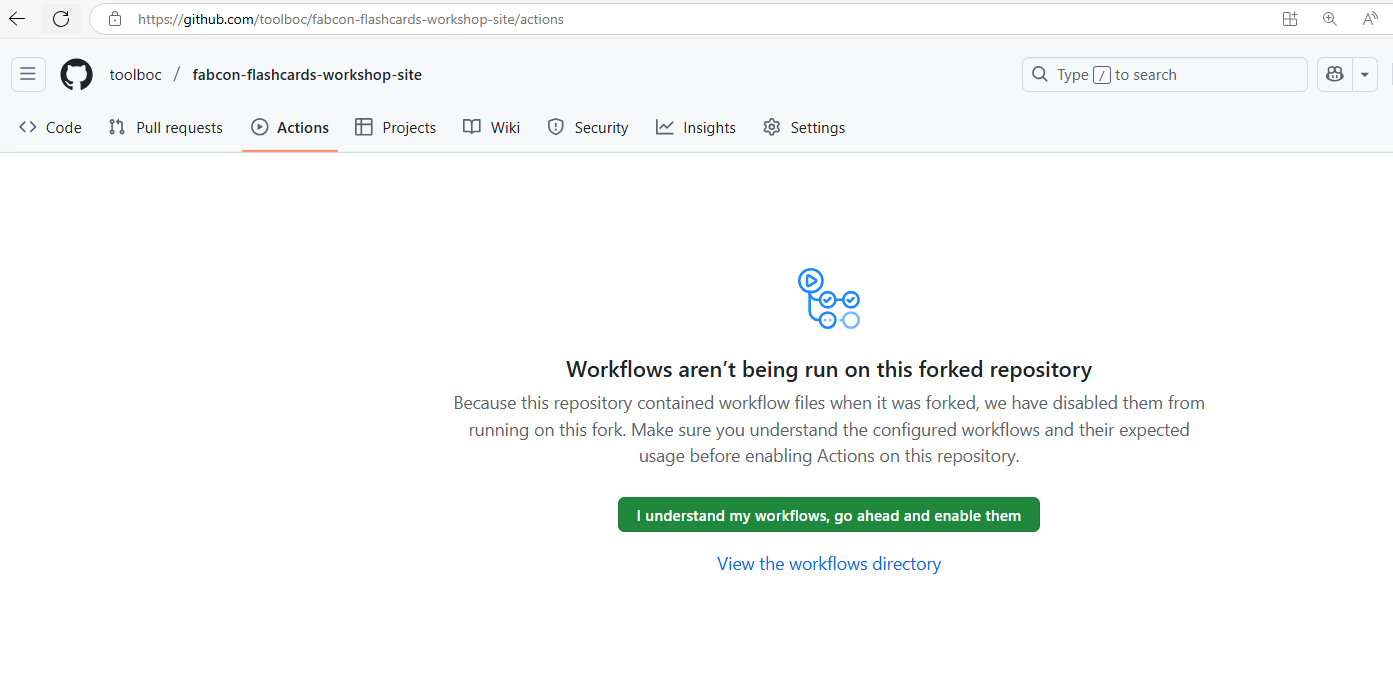 https://github.com/toolboc/fabcon-flashcards-workshop-site/actions
toolboc / fabcon-flashcards-workshop-site
Type / to search
Code Pull requests Actions Projects Wiki Security Insights Settings
Workflows aren’t being run on this forked repository
Because this repository contained workflow files when it was forked, we have disabled them from
running on this fork. Make sure you understand the configured workflows and their expected
usage before enabling Actions on this repository.
I understand my workflows, go ahead and enable them
View the workflows directory